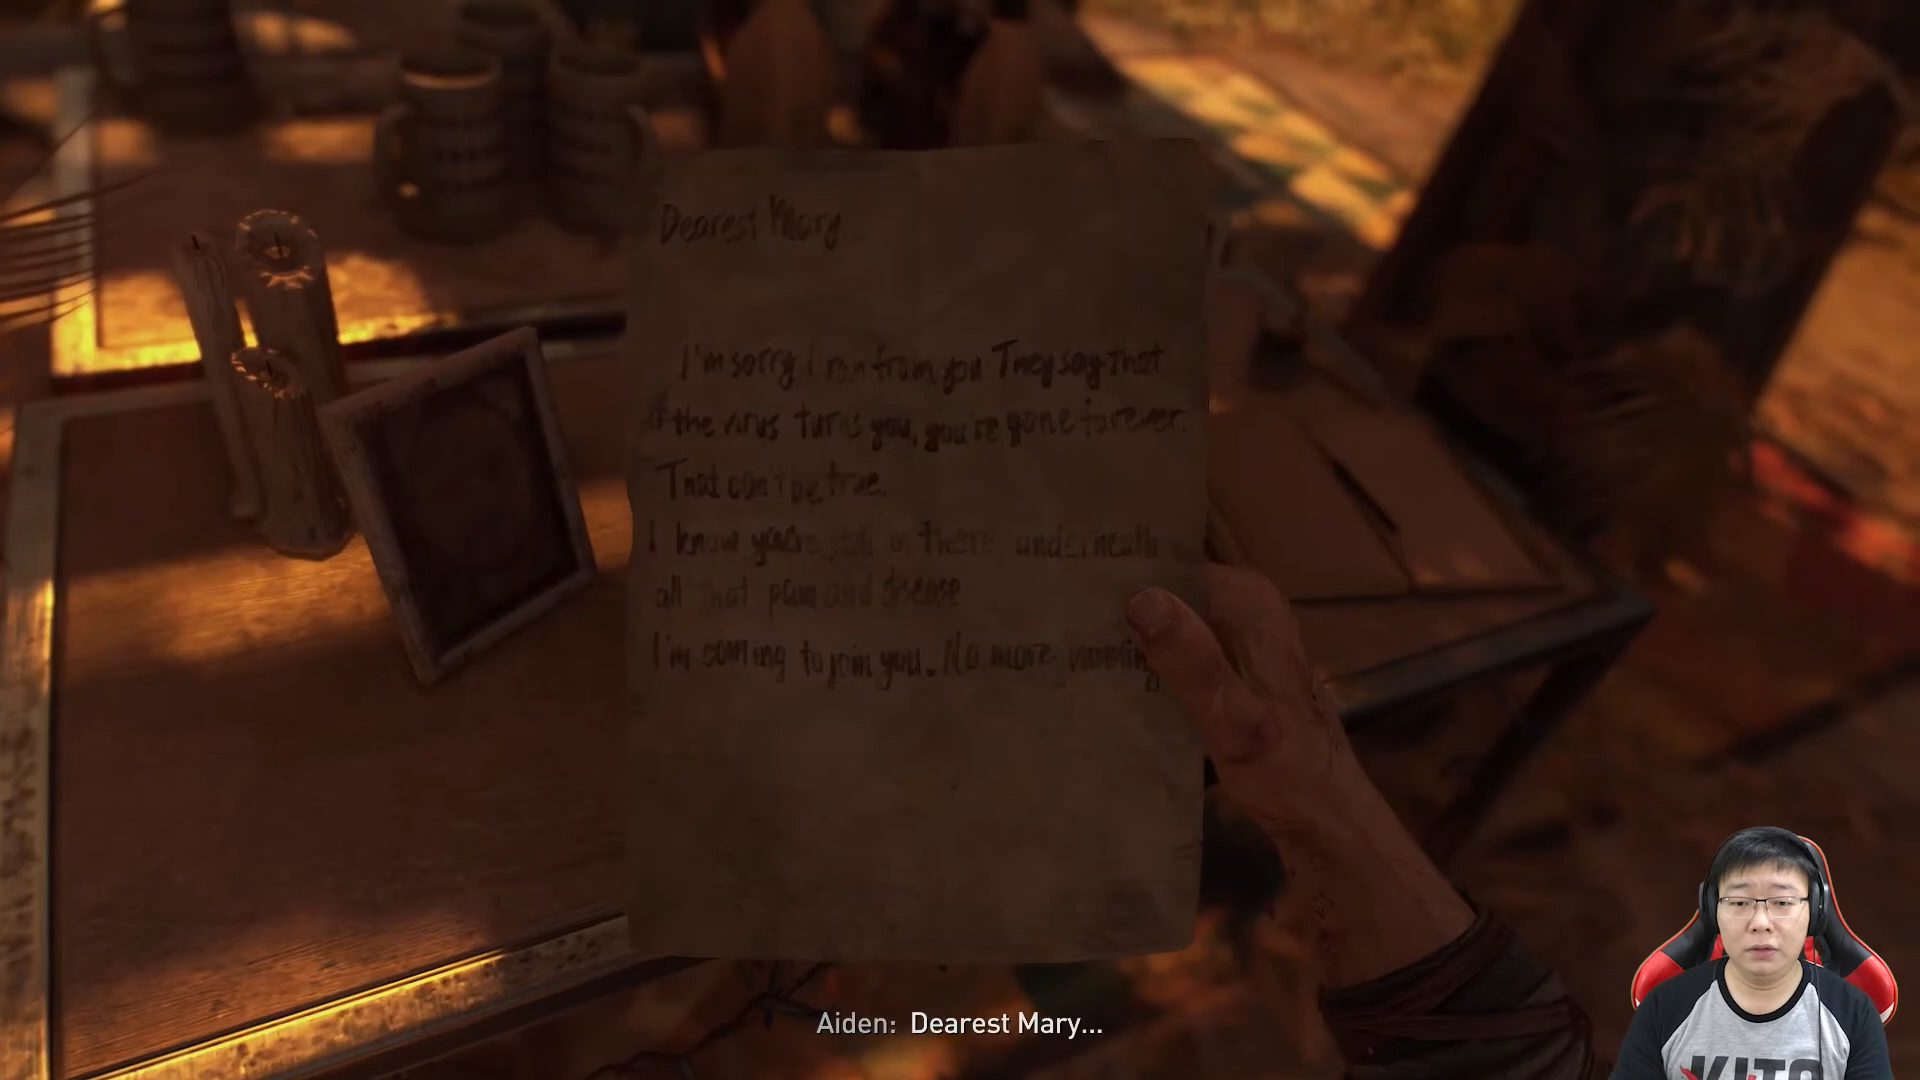 Dearest Mary
I'm sorry I ran from you They say that
if the virus turns you, you're gone forever.
That can't be true.
I know you're still in there underneath
all that pain and disease
I'm coming to join you. No more running
Aiden: Dearest Mary...